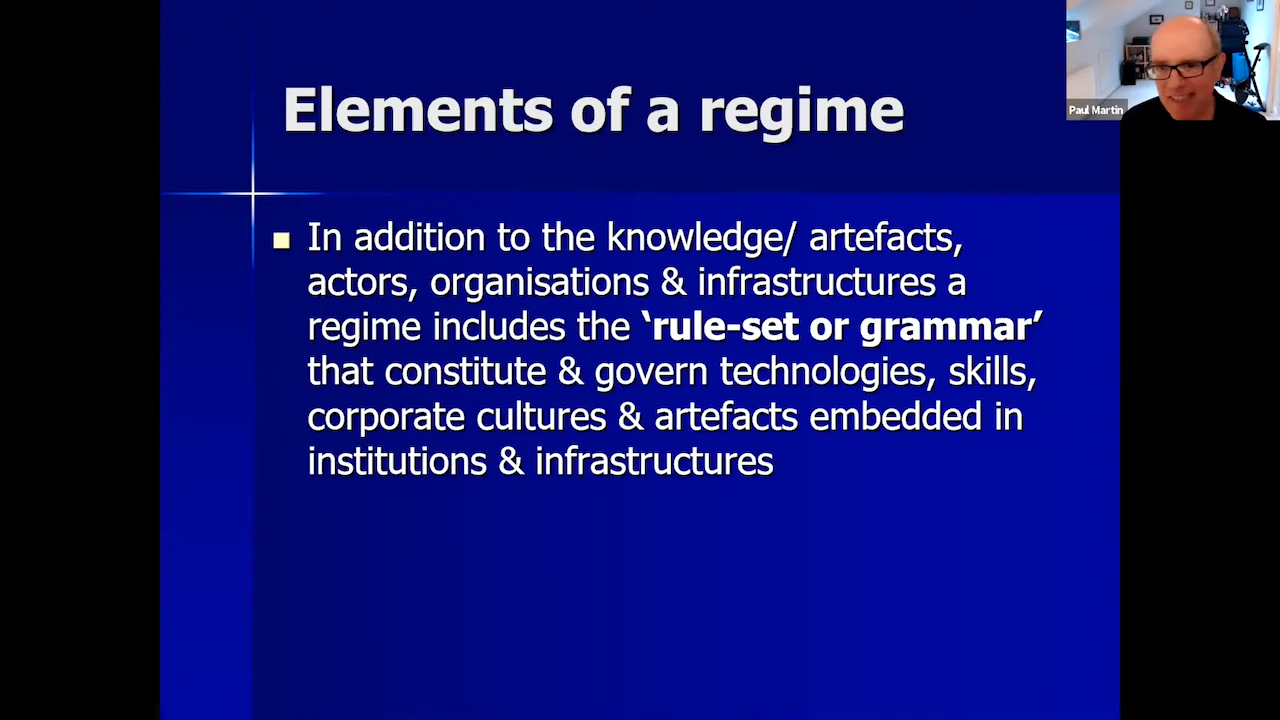 Elements of a regime
In addition to the knowledge/ artefacts,
actors, organisations & infrastructures a
regime includes the ‘rule-set or grammar’
that constitute & govern technologies, skills,
corporate cultures & artefacts embedded in
institutions & infrastructures
Paul Martin